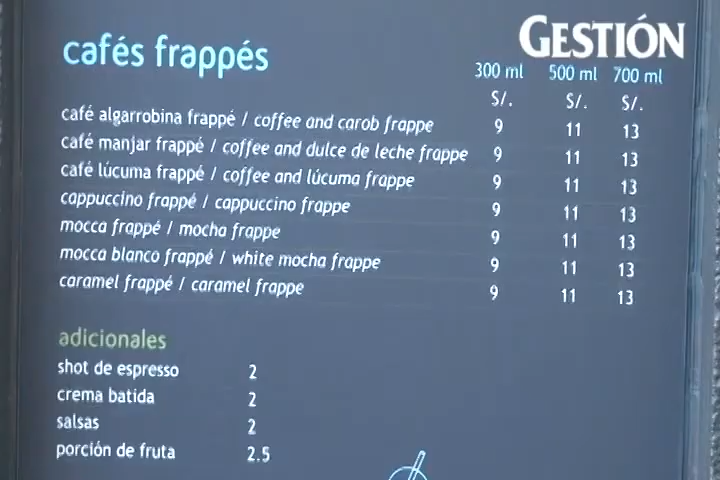 GESTIÓN
cafés frappés
300 ml 500 ml 700 ml
S/. S/. S/.
café algarrobina frappé / coffee and carob frappe 9 11 13
café manjar frappé / coffee and dulce de leche frappe 9 11 13
café lúcuma frappé / coffee and lúcuma frappe 9 11 13
cappuccino frappé / cappuccino frappe 9 11 13
mocca frappé / mocha frappe 9 11 13
mocca blanco frappé / white mocha frappe 9 11 13
caramel frappé / caramel frappe 9 11 13
adicionales
shot de espresso 2
crema batida 2
salsas 2
porción de fruta 2.5